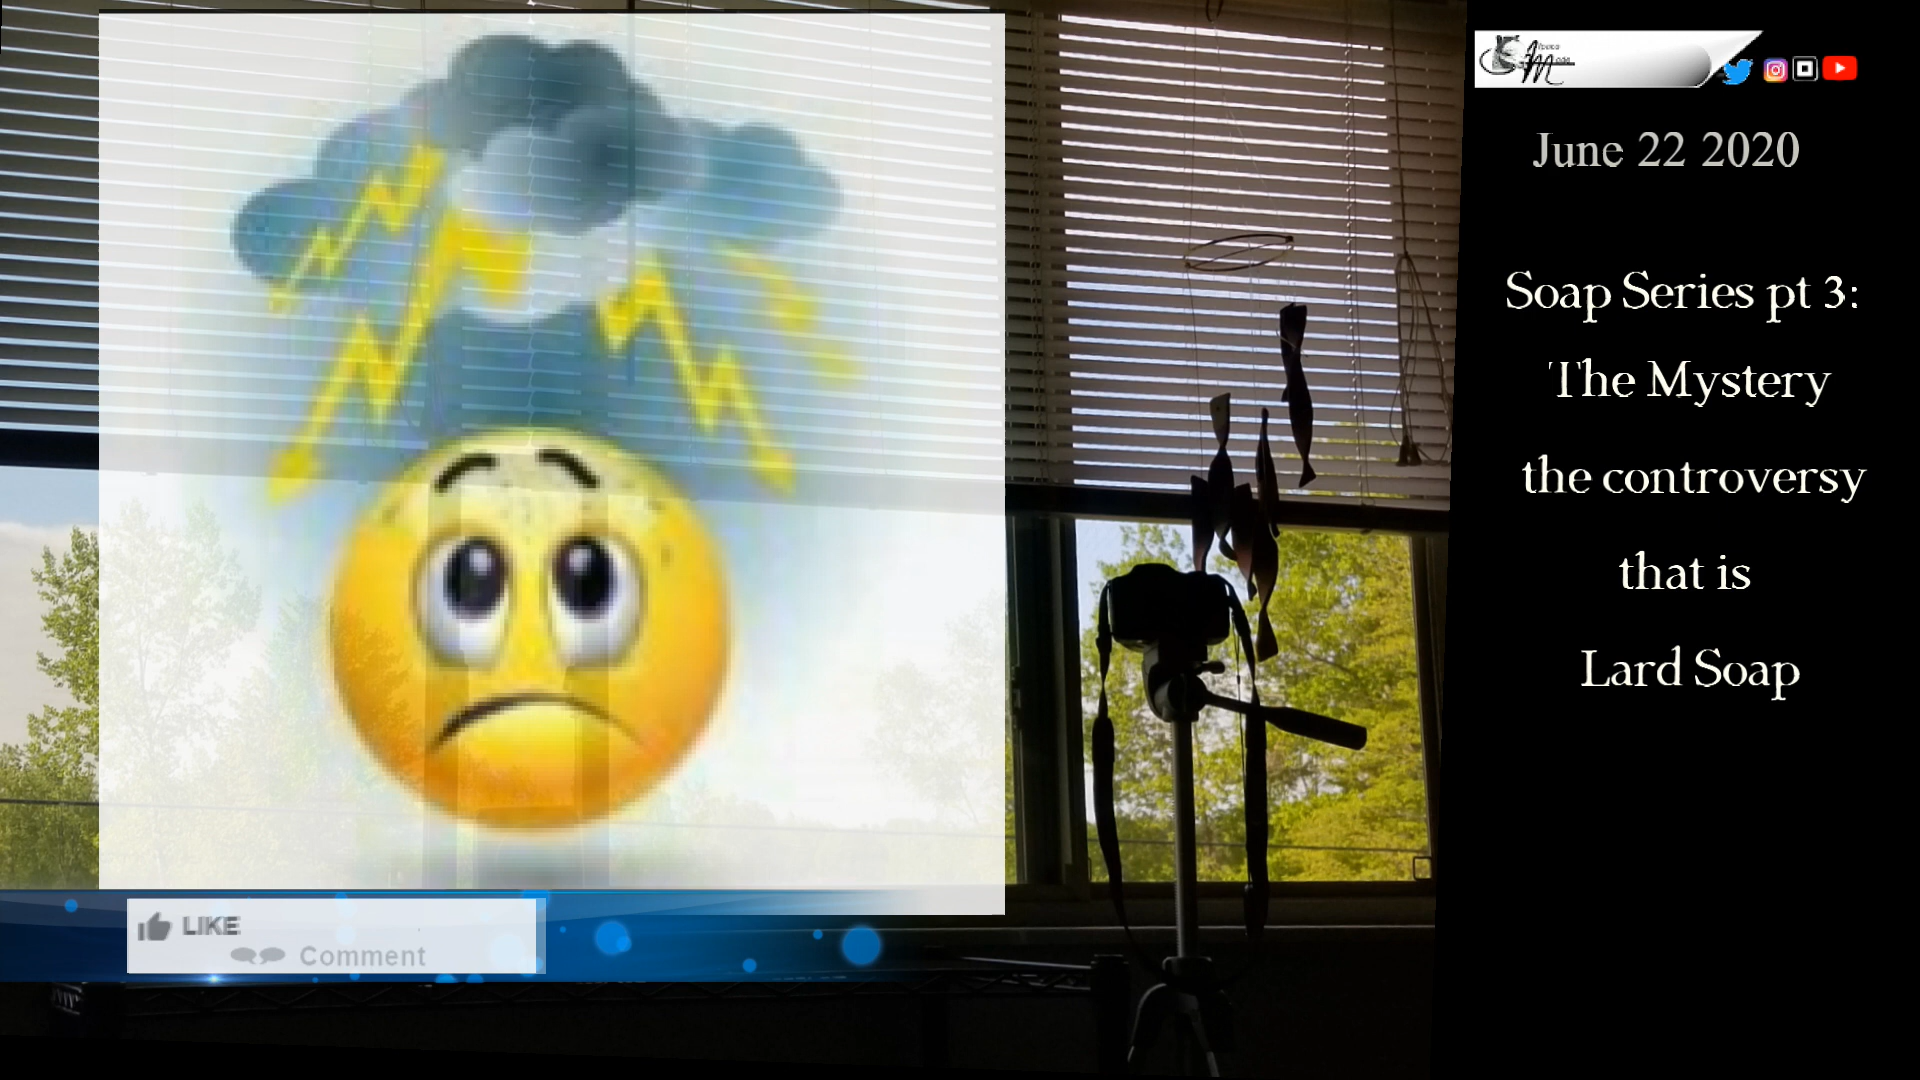 June 22 2020
Soap Series pt 3:
The Mystery
the controversy
that is
Lard Soap
LIKE
Comment